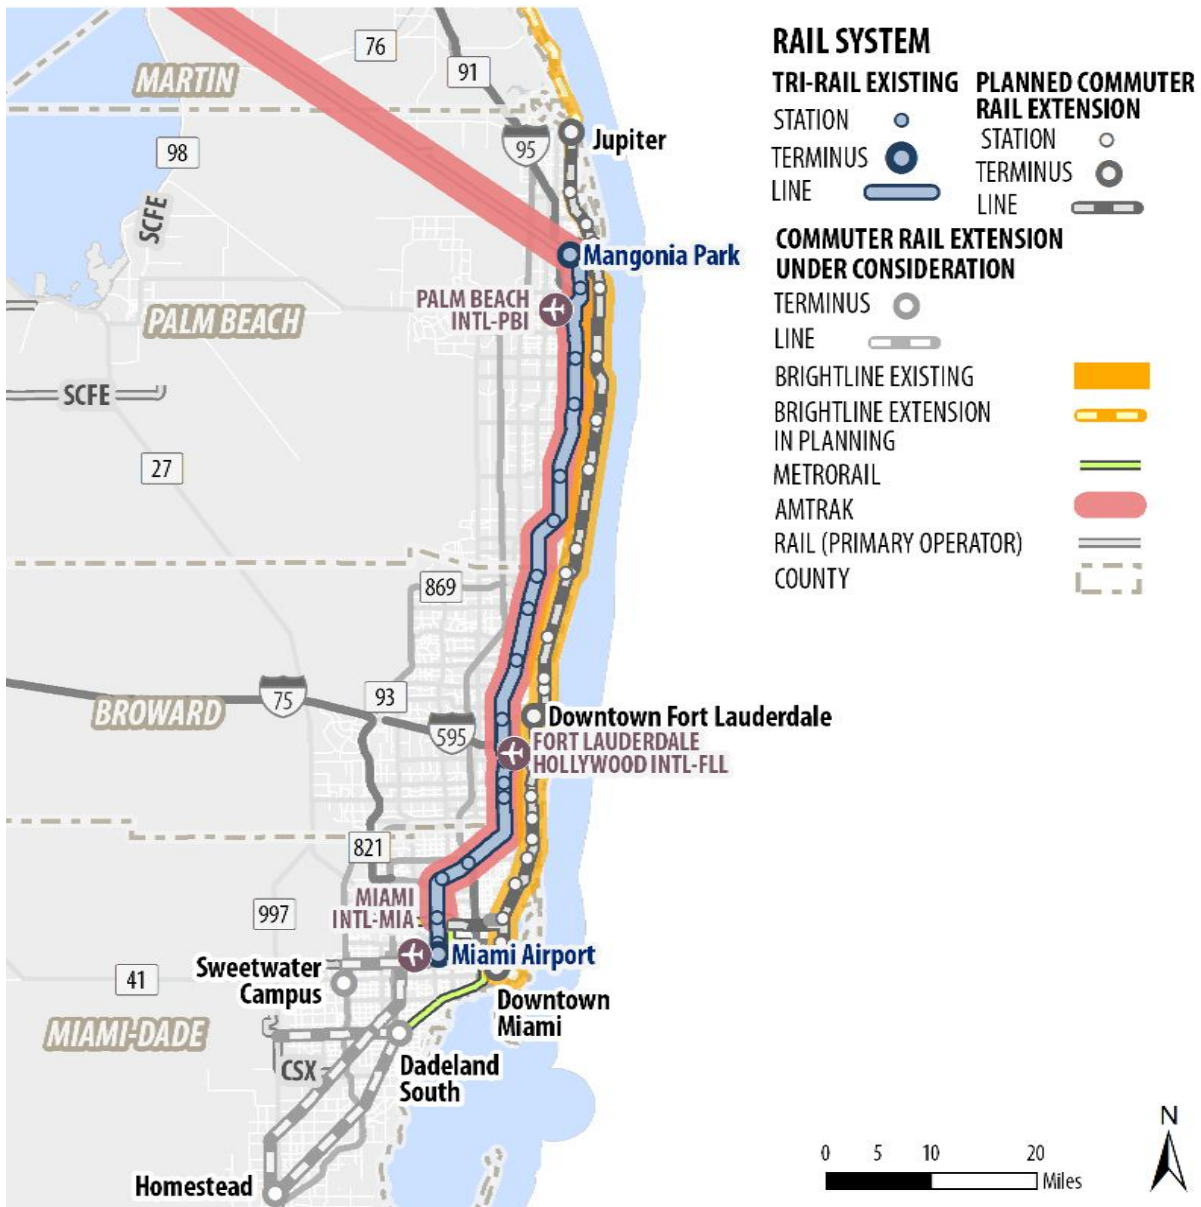 RAIL SYSTEM
TRI-RAIL EXISTING
STATION
TERMINUS
LINE
PLANNED COMMUTER
RAIL EXTENSION
STATION
TERMINUS
LINE
COMMUTER RAIL EXTENSION
UNDER CONSIDERATION
TERMINUS
LINE
BRIGHTLINE EXISTING
BRIGHTLINE EXTENSION
IN PLANNING
METRORAIL
AMTRAK
RAIL (PRIMARY OPERATOR)
COUNTY
76
MARTIN
91
95
Jupiter
98
SCFE
Mangonia Park
PALM BEACH
INTL-PBI
PALM BEACH
SCFE
27
869
75
93
BROWARD
595
Downtown Fort Lauderdale
FORT LAUDERDALE
HOLLYWOOD INTL-FLL
821
MIAMI
INTL-MIA
997
Miami Airport
Sweetwater
Campus
41
Downtown
Miami
MIAMI-DADE
CSX
Dadeland
South
Homestead
0 5 10 20
Miles
N